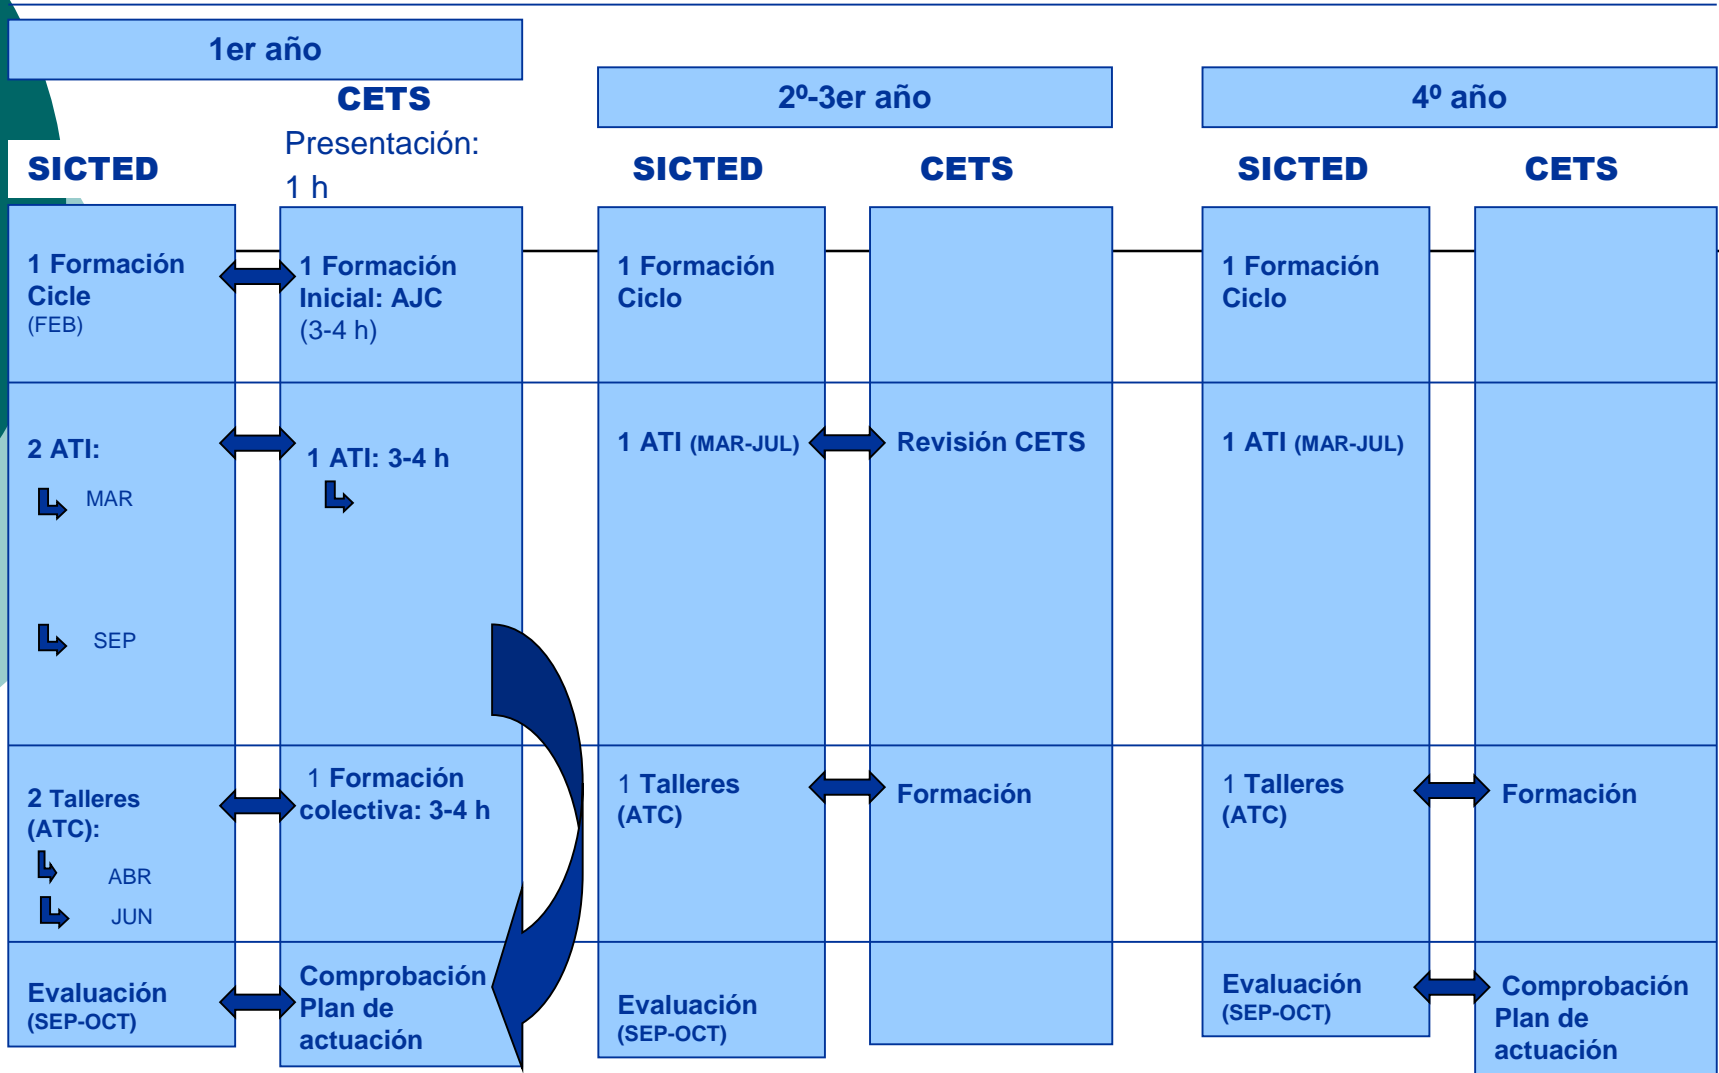 1er año
CETS
Presentación:
1 h
SICTED
1 Formación
Cicle
(FEB)
1 Formación
Inicial: AJC
(3-4 h)
2 ATI:
MAR
SEP
1 ATI: 3-4 h
2 Talleres
(ATC):
ABR
JUN
1 Formación
colectiva: 3-4 h
Evaluación
(SEP-OCT)
Comprobación
Plan de
actuación
2º-3er año
SICTED
CETS
1 Formación
Ciclo
1 ATI (MAR-JUL)
Revisión CETS
1 Talleres
(ATC)
Formación
Evaluación
(SEP-OCT)
4º año
SICTED
CETS
1 Formación
Ciclo
1 ATI (MAR-JUL)
1 Talleres
(ATC)
Formación
Evaluación
(SEP-OCT)
Comprobación
Plan de
actuación